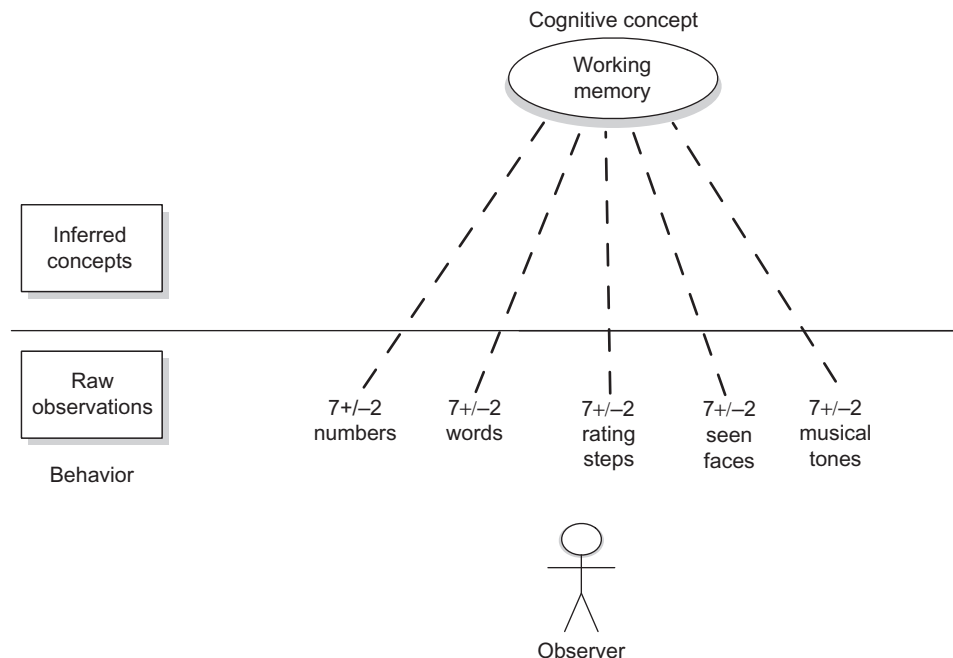 Cognitive concept
Working
memory
Inferred
concepts
Raw
observations
Behavior
7+/–2
numbers
7+/–2
words
7+/–2
rating
steps
7+/–2
seen
faces
7+/–2
musical
tones
Observer